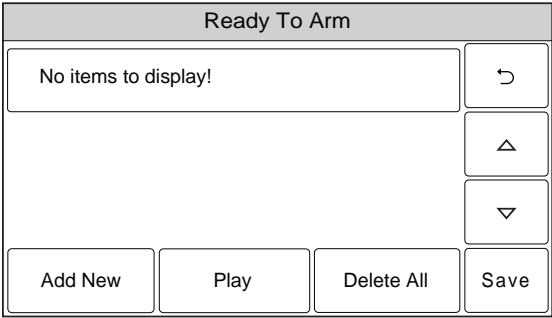 Ready To Arm
No items to display!
Add New
Play
Delete All
Save